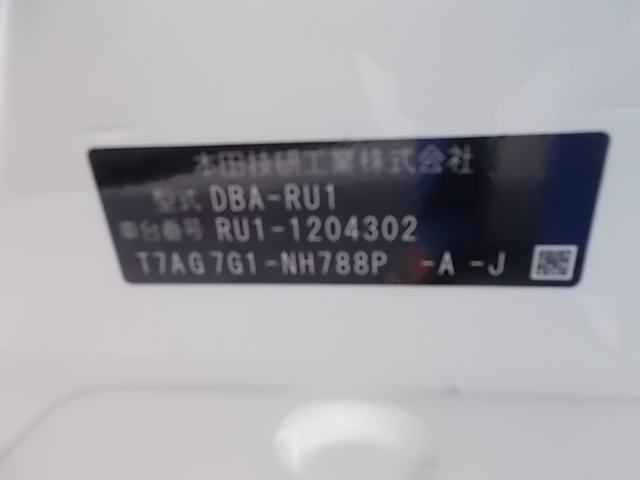 本田技研工業株式会社
型式 DBA-RU1
車台番号 RU1-1204302
T7AG7G1-NH788P -A -J